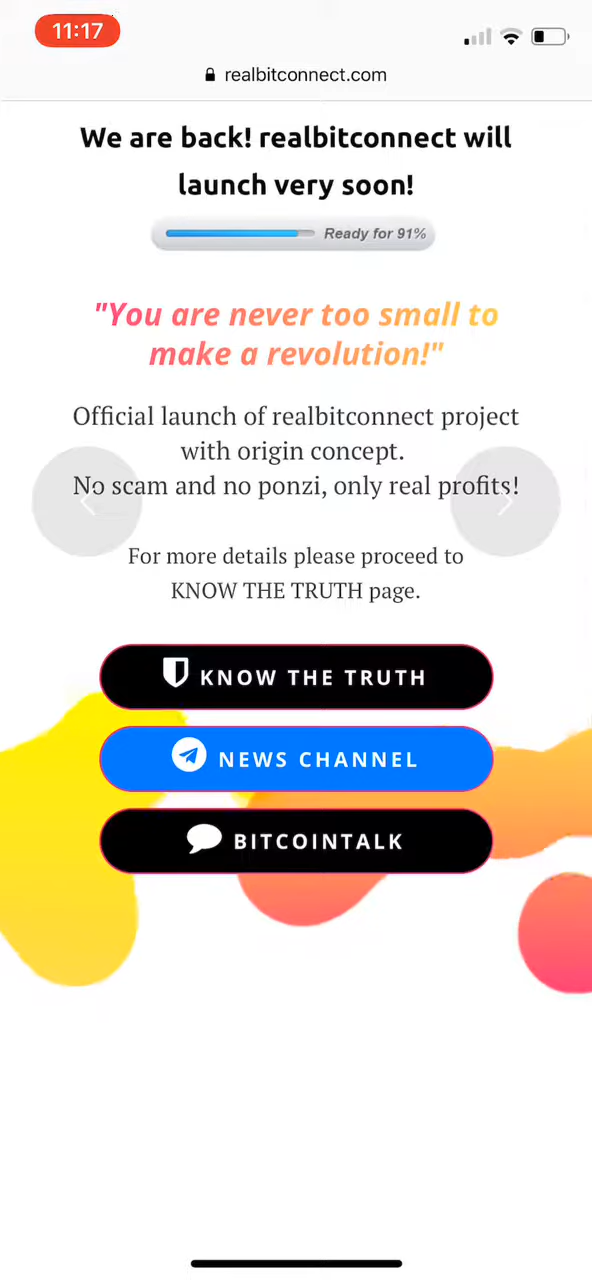 11:17
realbitconnect.com
We are back! realbitconnect will
launch very soon!
Ready for 91%
"You are never too small to
make a revolution!"
Official launch of realbitconnect project
with origin concept.
No scam and no ponzi, only real profits!
For more details please proceed to
KNOW THE TRUTH page.
KNOW THE TRUTH
NEWS CHANNEL
BITCOINTALK